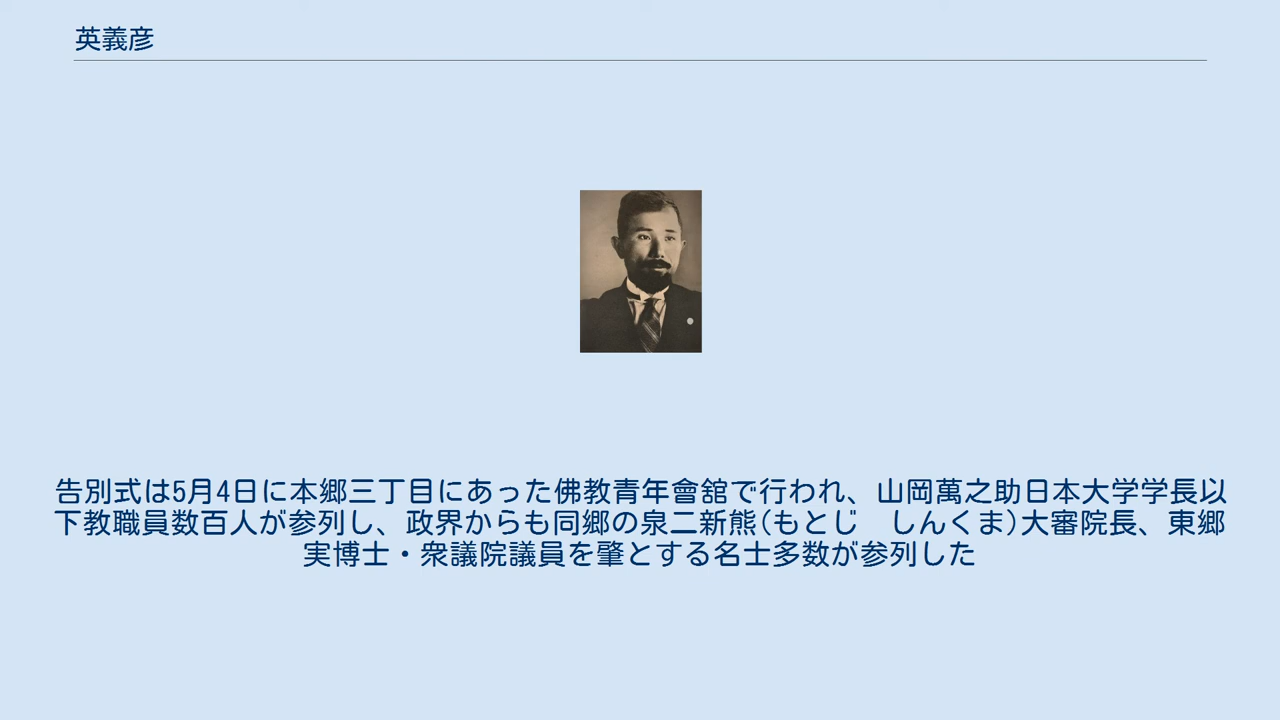 英義彦
告別式は5月4日に本郷三丁目にあった佛教青年會舘で行われ、山岡萬之助日本大学学長以
下教職員数百人が参列し、政界からも同郷の泉二新熊(もとじ　しんくま)大審院長、東郷
実博士・衆議院議員を肇とする名士多数が参列した